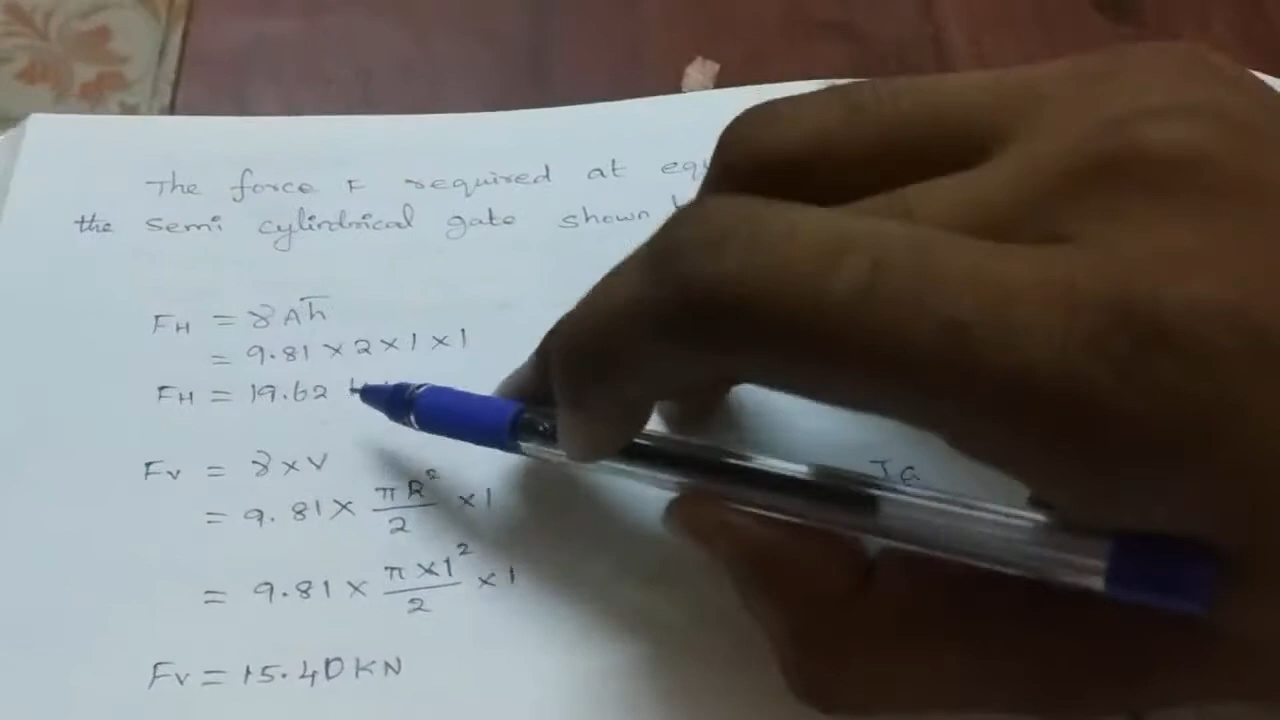 The force F required at
the semi cylindrical gate shown
FH = γAh̅
= 9.81 × 2 × 1 × 1
FH = 19.62
Fv = γ×V
= 9.81 × πR²/2 ×1
= 9.81 × π×1²/2 ×1
Fv = 15.40 KN